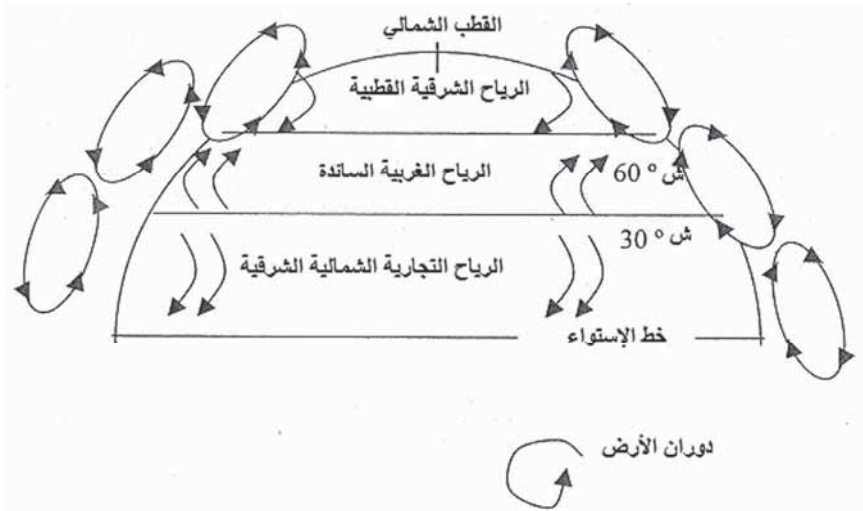 القطب الشمالي
الرياح الشرقية القطبية
الرياح الغربية السائدة
60 º ش
30 º ش
الرياح التجارية الشمالية الشرقية
خط الإستواء
دوران الأرض